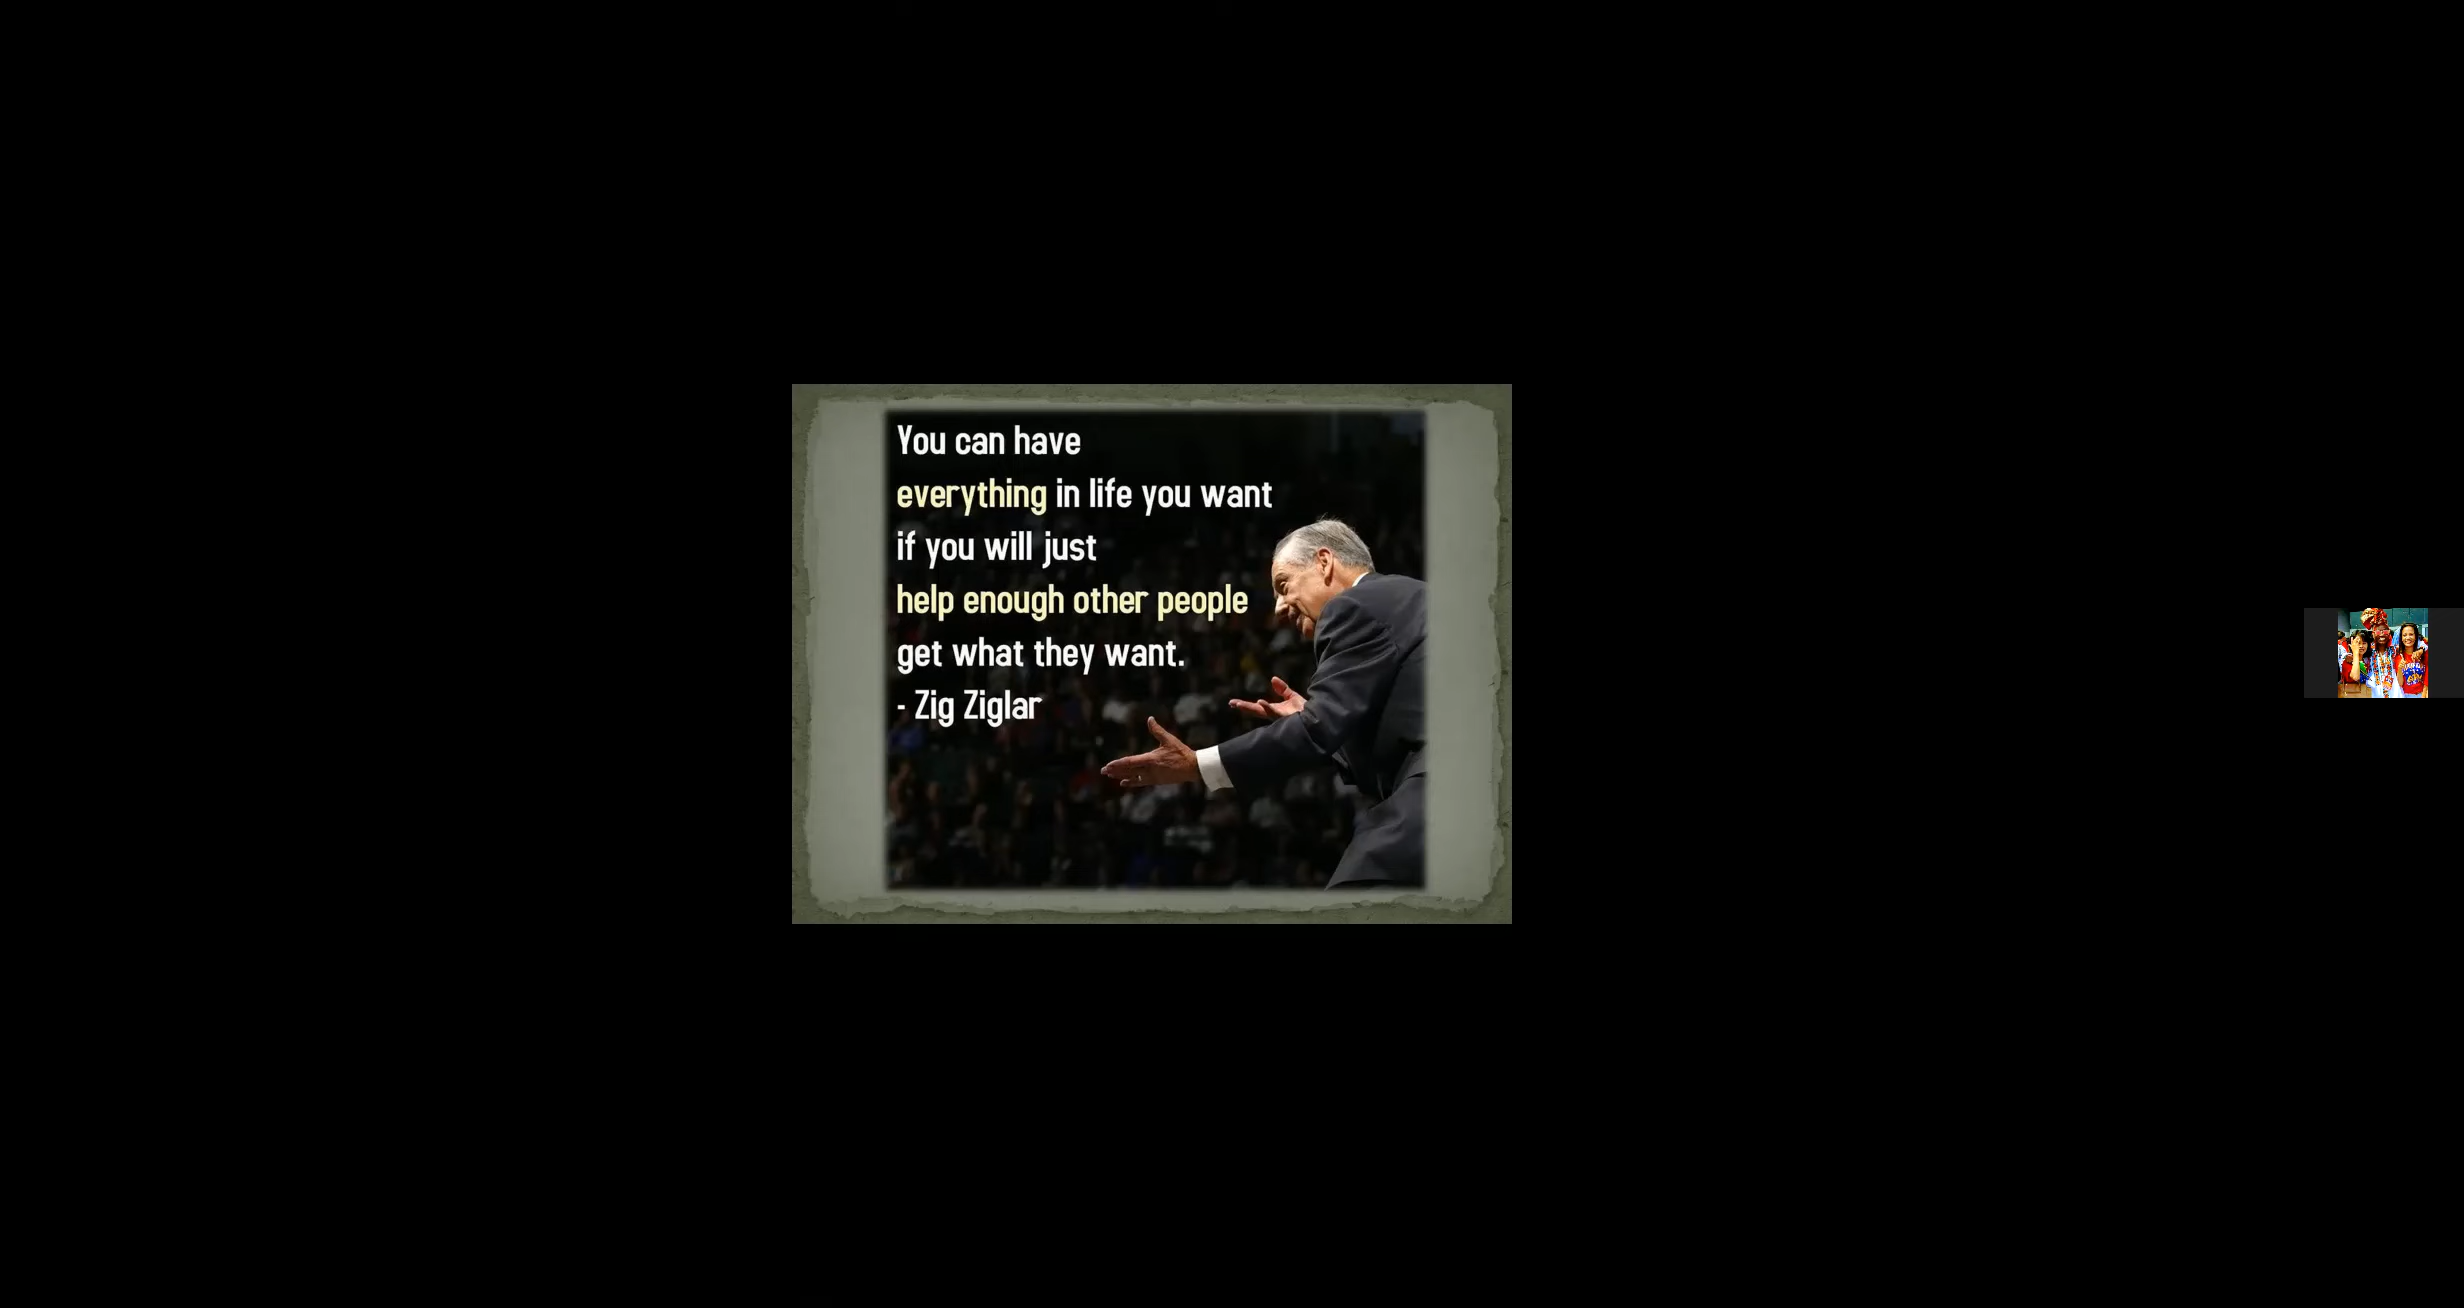 You can have
everything in life you want
if you will just
help enough other people
get what they want.
- Zig Ziglar